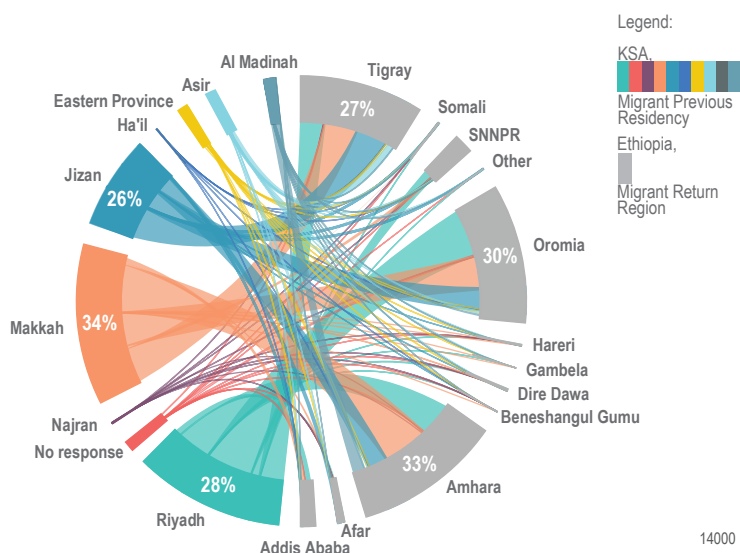 Legend:
KSA,
Migrant Previous
Residency
Ethiopia,
Migrant Return
Region
Al Madinah
Tigray
Asir
27%
Somali
Eastern Province
SNNPR
Ha'il
Other
Jizan
26%
Oromia
30%
Makkah
34%
Hareri
Gambela
Dire Dawa
Beneshangul Gumu
Najran
No response
33%
28%
Amhara
Riyadh
Afar
Addis Ababa
14000